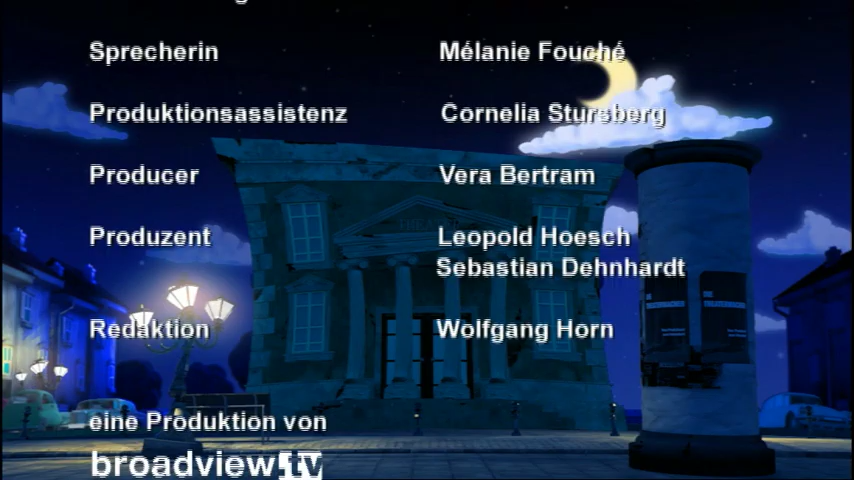 Sprecherin Mélanie Fouché
Produktionsassistenz Cornelia Stursberg
Producer Vera Bertram
Produzent Leopold Hoesch
Sebastian Dehnhardt
Redaktion Wolfgang Horn
eine Produktion von
broadview.tv